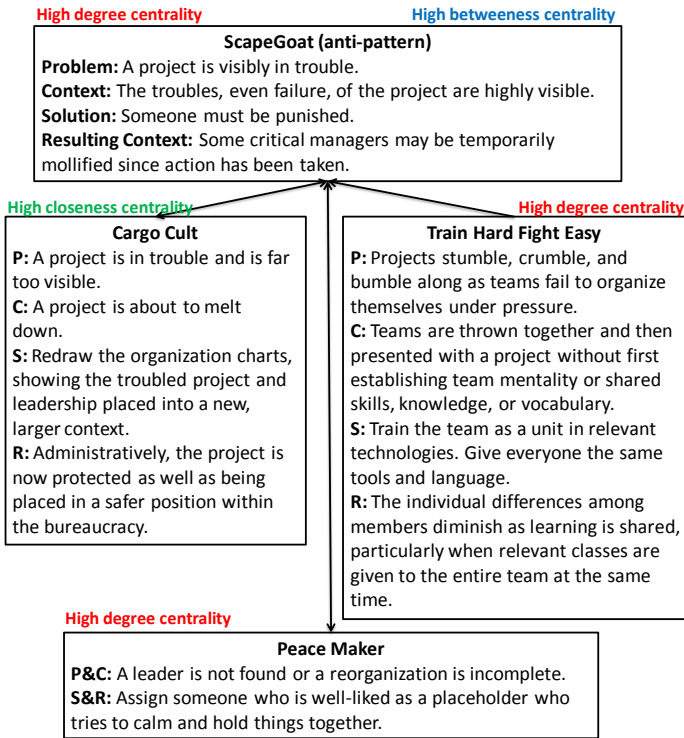 High degree centrality
High betweeness centrality
ScapeGoat (anti-pattern)
Problem: A project is visibly in trouble.
Context: The troubles, even failure, of the project are highly visible.
Solution: Someone must be punished.
Resulting Context: Some critical managers may be temporarily
mollified since action has been taken.
High closeness centrality
Cargo Cult
P: A project is in trouble and is far
too visible.
C: A project is about to melt
down.
S: Redraw the organization charts,
showing the troubled project and
leadership placed into a new,
larger context.
R: Administratively, the project is
now protected as well as being
placed in a safer position within
the bureaucracy.
High degree centrality
Train Hard Fight Easy
P: Projects stumble, crumble, and
bumble along as teams fail to organize
themselves under pressure.
C: Teams are thrown together and then
presented with a project without first
establishing team mentality or shared
skills, knowledge, or vocabulary.
S: Train the team as a unit in relevant
technologies. Give everyone the same
tools and language.
R: The individual differences among
members diminish as learning is shared,
particularly when relevant classes are
given to the entire team at the same
time.
High degree centrality
Peace Maker
P&C: A leader is not found or a reorganization is incomplete.
S&R: Assign someone who is well-liked as a placeholder who
tries to calm and hold things together.